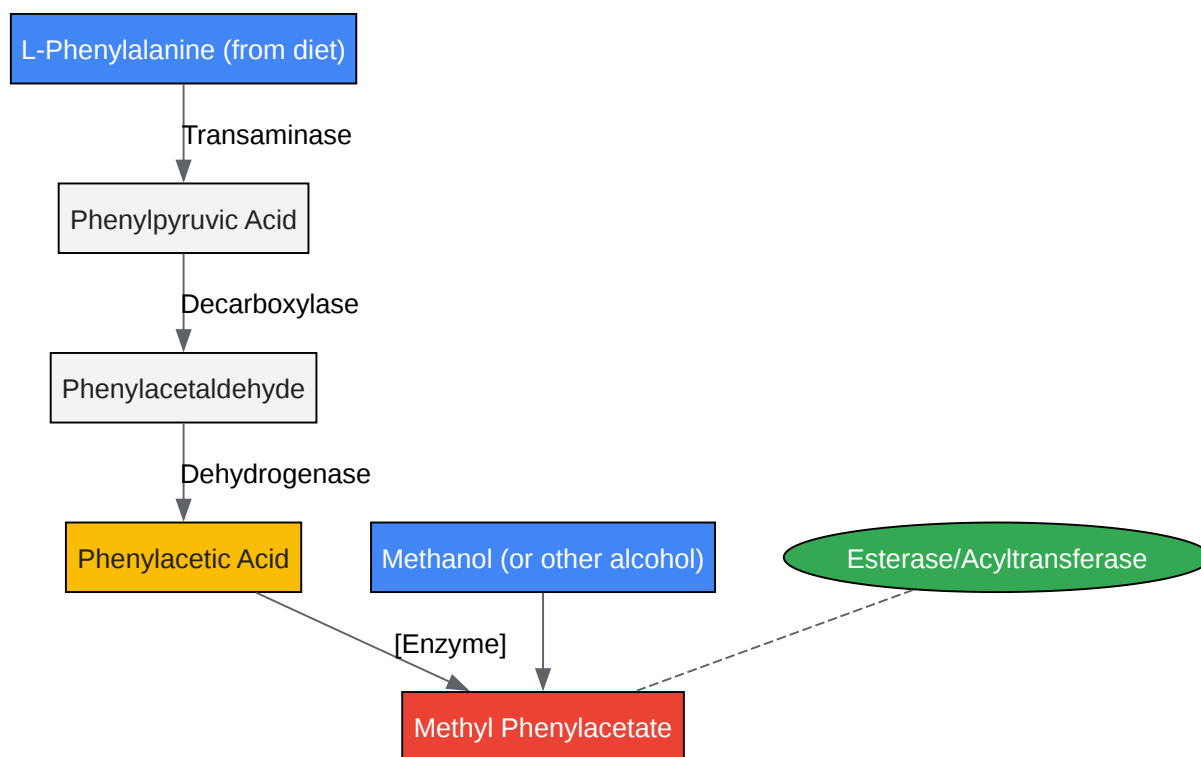 L-Phenylalanine (from diet)
Transaminase
Phenylpyruvic Acid
Decarboxylase
Phenylacetaldehyde
Dehydrogenase
Phenylacetic Acid
Methanol (or other alcohol)
Esterase/Acyltransferase
[Enzyme]
Methyl Phenylacetate